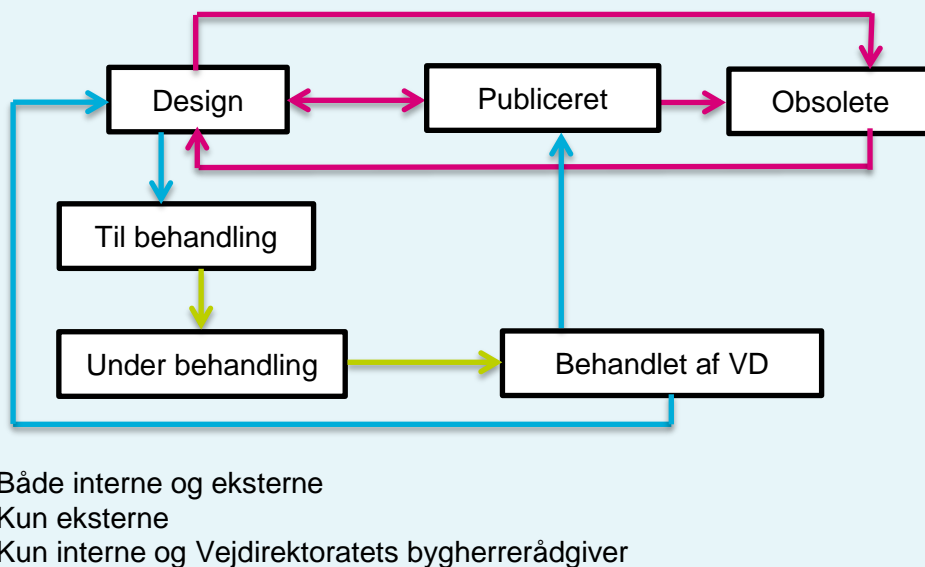 Design
Publiceret
Obsolete
Til behandling
Under behandling
Behandlet af VD
Både interne og eksterne
Kun eksterne
Kun interne og Vejdirektoratets bygherrerådgiver